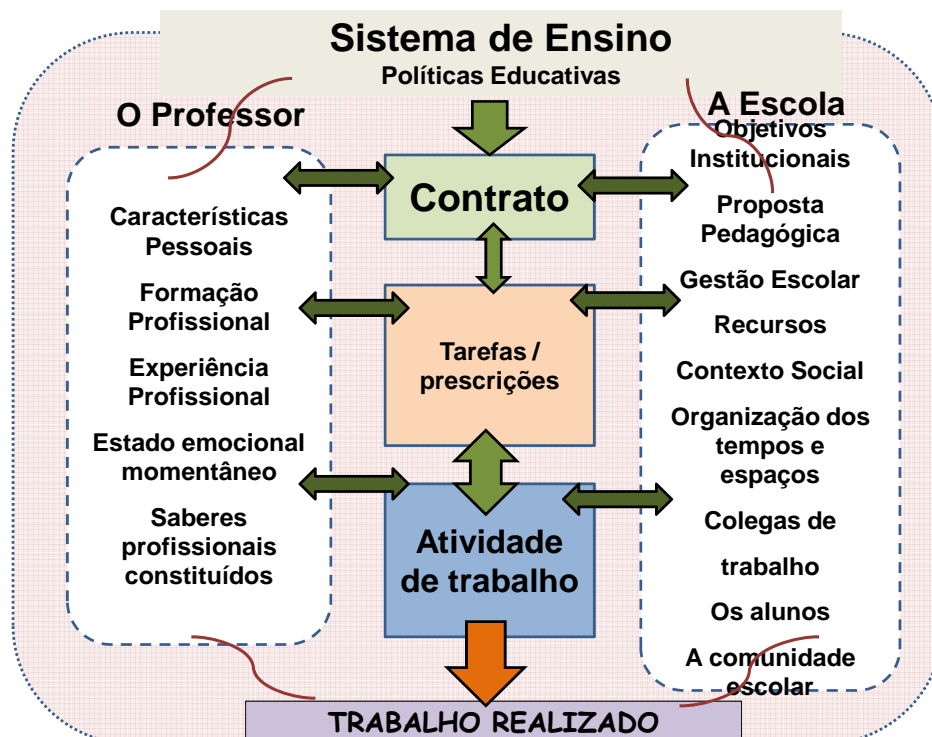 Sistema de Ensino
Políticas Educativas
O Professor
Características
Pessoais
Formação
Profissional
Experiência
Profissional
Estado emocional
momentâneo
Saberes
profissionais
constituídos
Contrato
Tarefas /
prescrições
Atividade
de trabalho
A Escola
Objetivos
Institucionais
Proposta
Pedagógica
Gestão Escolar
Recursos
Contexto Social
Organização dos
tempos e
espaços
Colegas de
trabalho
Os alunos
A comunidade
escolar
TRABALHO REALIZADO